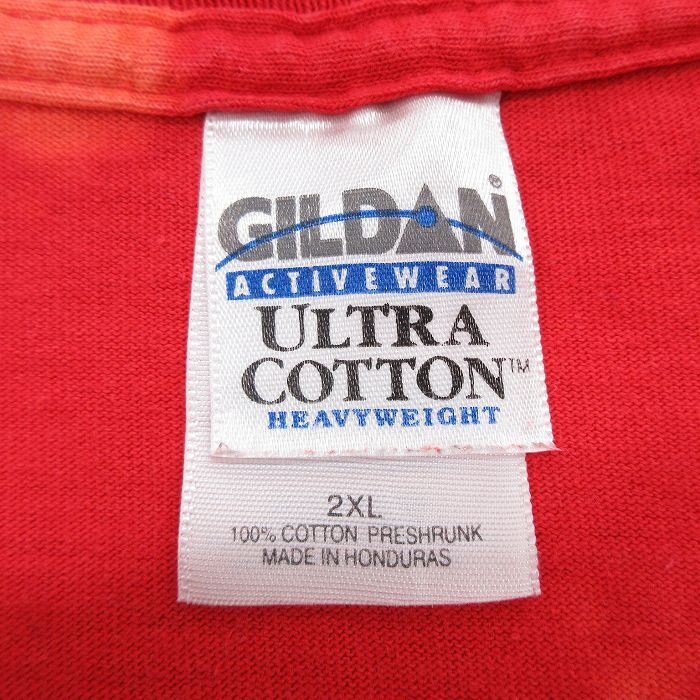 GILDAN®
ACTIVEWEAR
ULTRA
COTTON™
HEAVYWEIGHT
2XL
100% COTTON PRESHRUNK
MADE IN HONDURAS